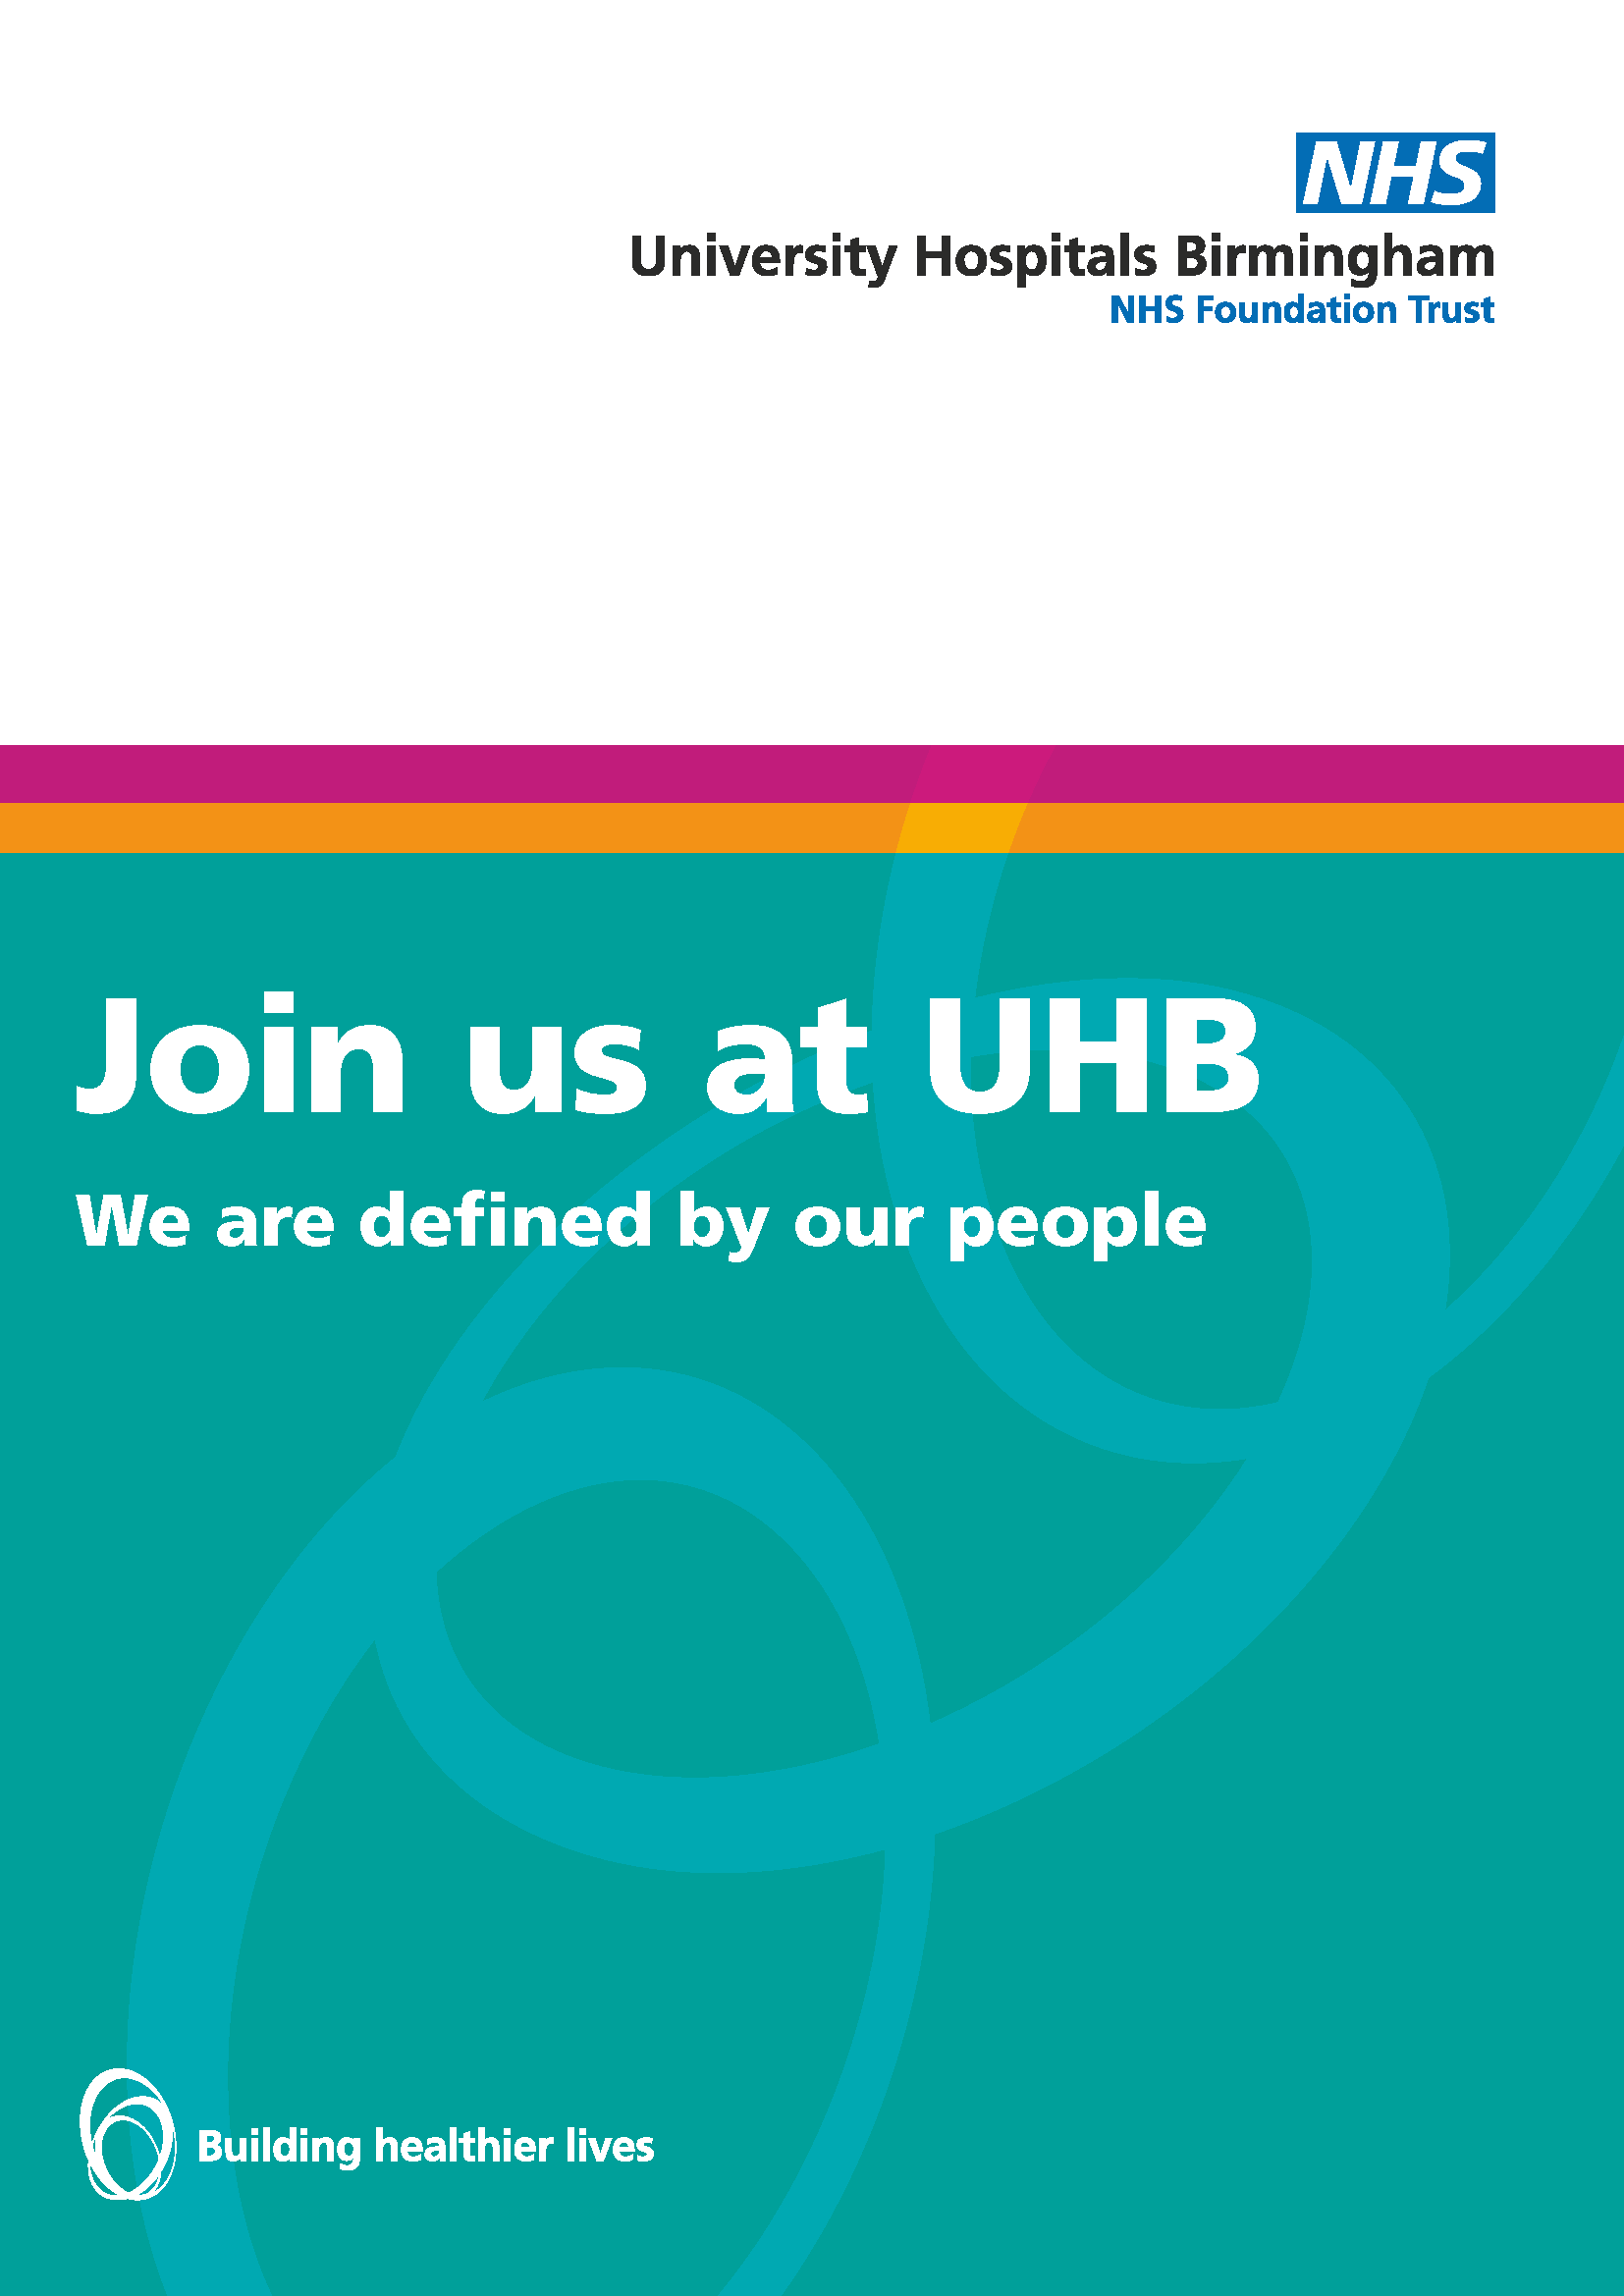 NHS
University Hospitals Birmingham
NHS Foundation Trust
Join us at UHB
We are defined by our people
Building healthier lives